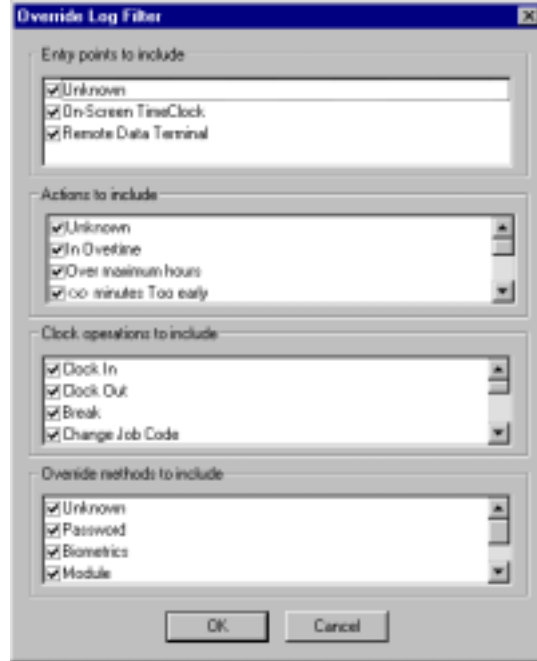 Override Log Filter
Entry points to include
Unknown
On-Screen TimeClock
Remote Data Terminal
Actions to include
Unknown
In Overtime
Over maximum hours
minutes Too early
Clock operations to include
Clock In
Clock Out
Break
Change Job Code
Override methods to include
Unknown
Password
Biometrics
Module
OK Cancel